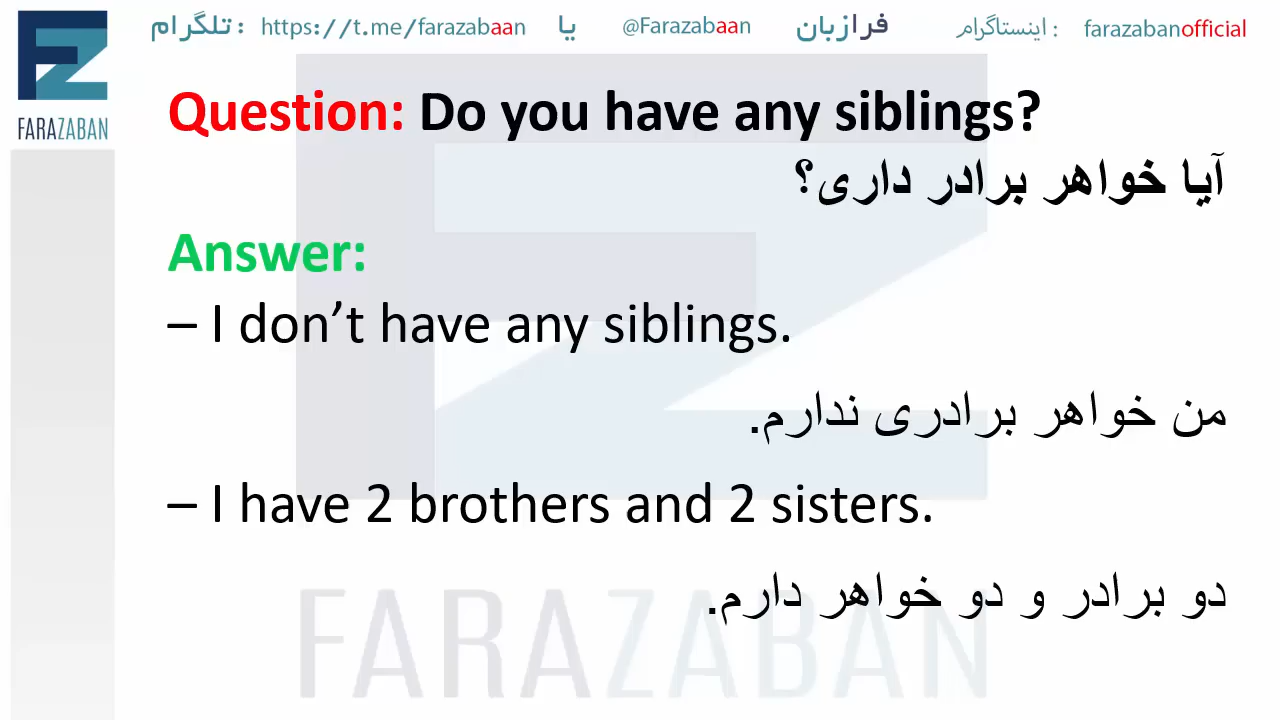 تلگرام : https://t.me/farazabaan یا @Farazabaan فرازبان اینستاگرام : farazabanofficial
FZ
FARAZABAN
Question: Do you have any siblings?
آیا خواهر برادر داری؟
Answer:
– I don’t have any siblings.
من خواهر برادری ندارم.
– I have 2 brothers and 2 sisters.
دو برادر و دو خواهر دارم.
FARAZABAN